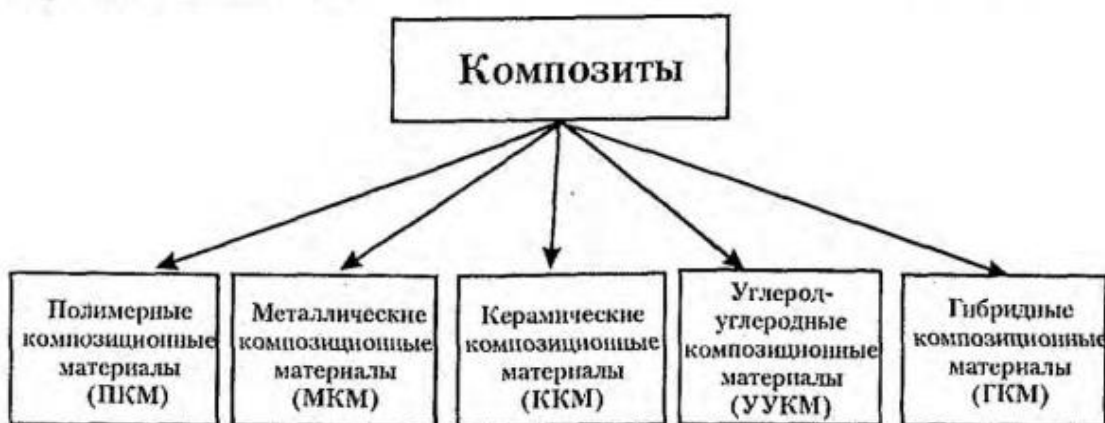 Композиты
Полимерные
композиционные
материалы
(ПКМ)
Металлические
композиционные
материалы
(МКМ)
Керамические
композиционные
материалы
(ККМ)
Углерод-
углеродные
композиционные
материалы
(УУКМ)
Гибридные
композиционные
материалы
(ГКМ)